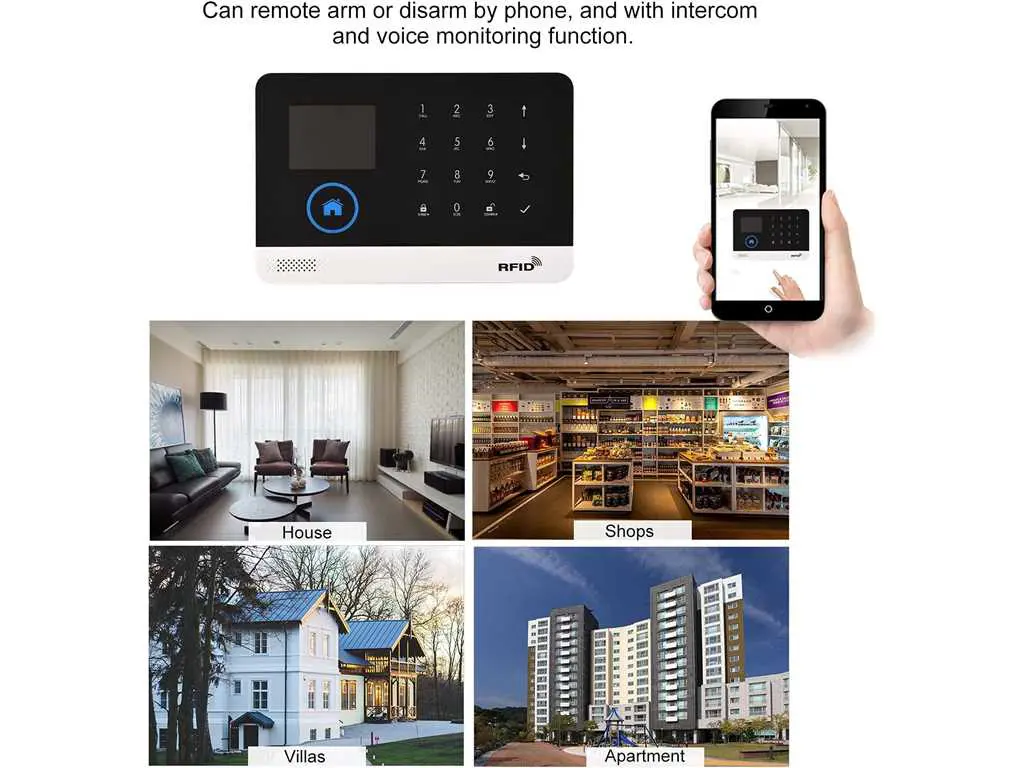 Can remote arm or disarm by phone, and with intercom
and voice monitoring function.
1 2 3
4 5 6
7 8 9
0
RFID
House
Shops
Villas
Apartment